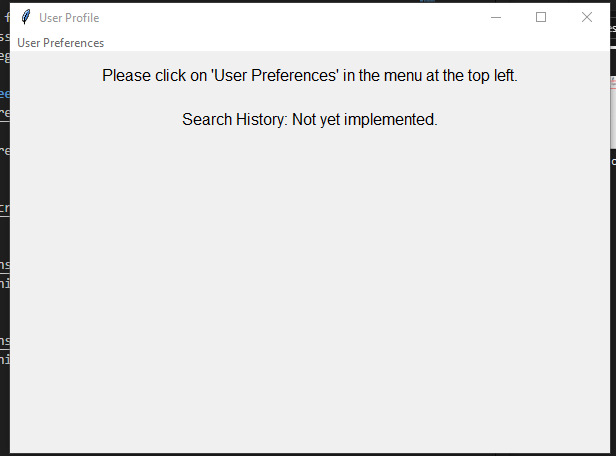 User Profile
User Preferences
Please click on 'User Preferences' in the menu at the top left.
Search History: Not yet implemented.